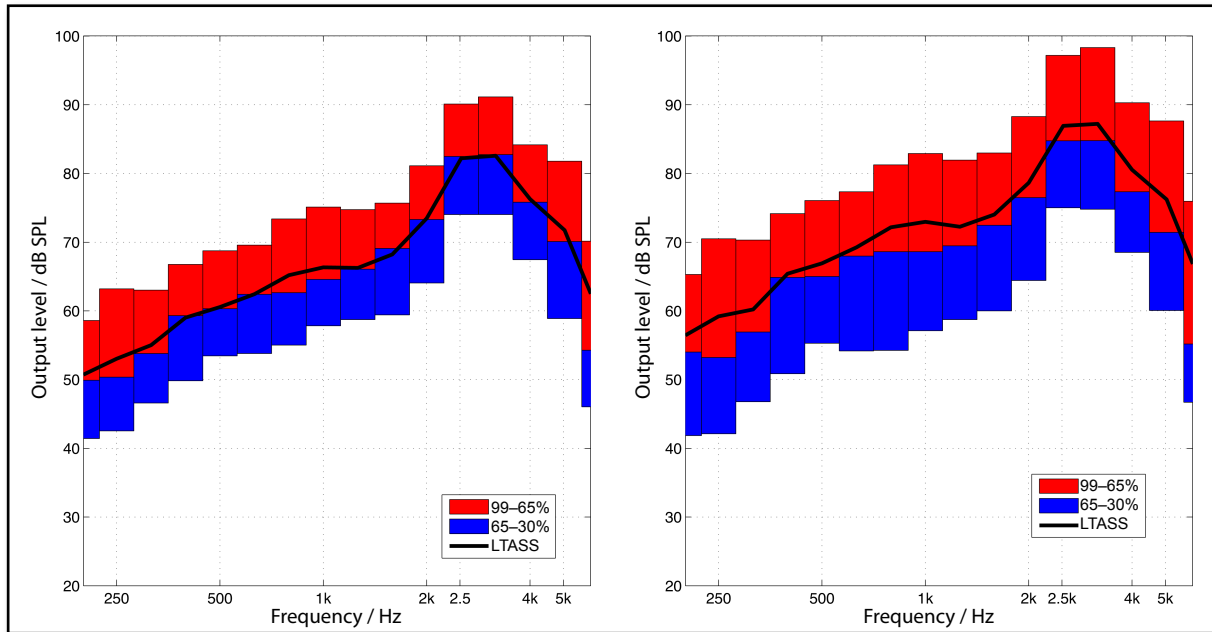 100
90
80
70
60
50
40
30
20
Output level / dB SPL
250 500 1k 2k 2.5 4k 5k
Frequency / Hz
99–65%
65–30%
LTASS
100
90
80
70
60
50
40
30
20
Output level / dB SPL
250 500 1k 2k 2.5k 4k 5k
Frequency / Hz
99–65%
65–30%
LTASS